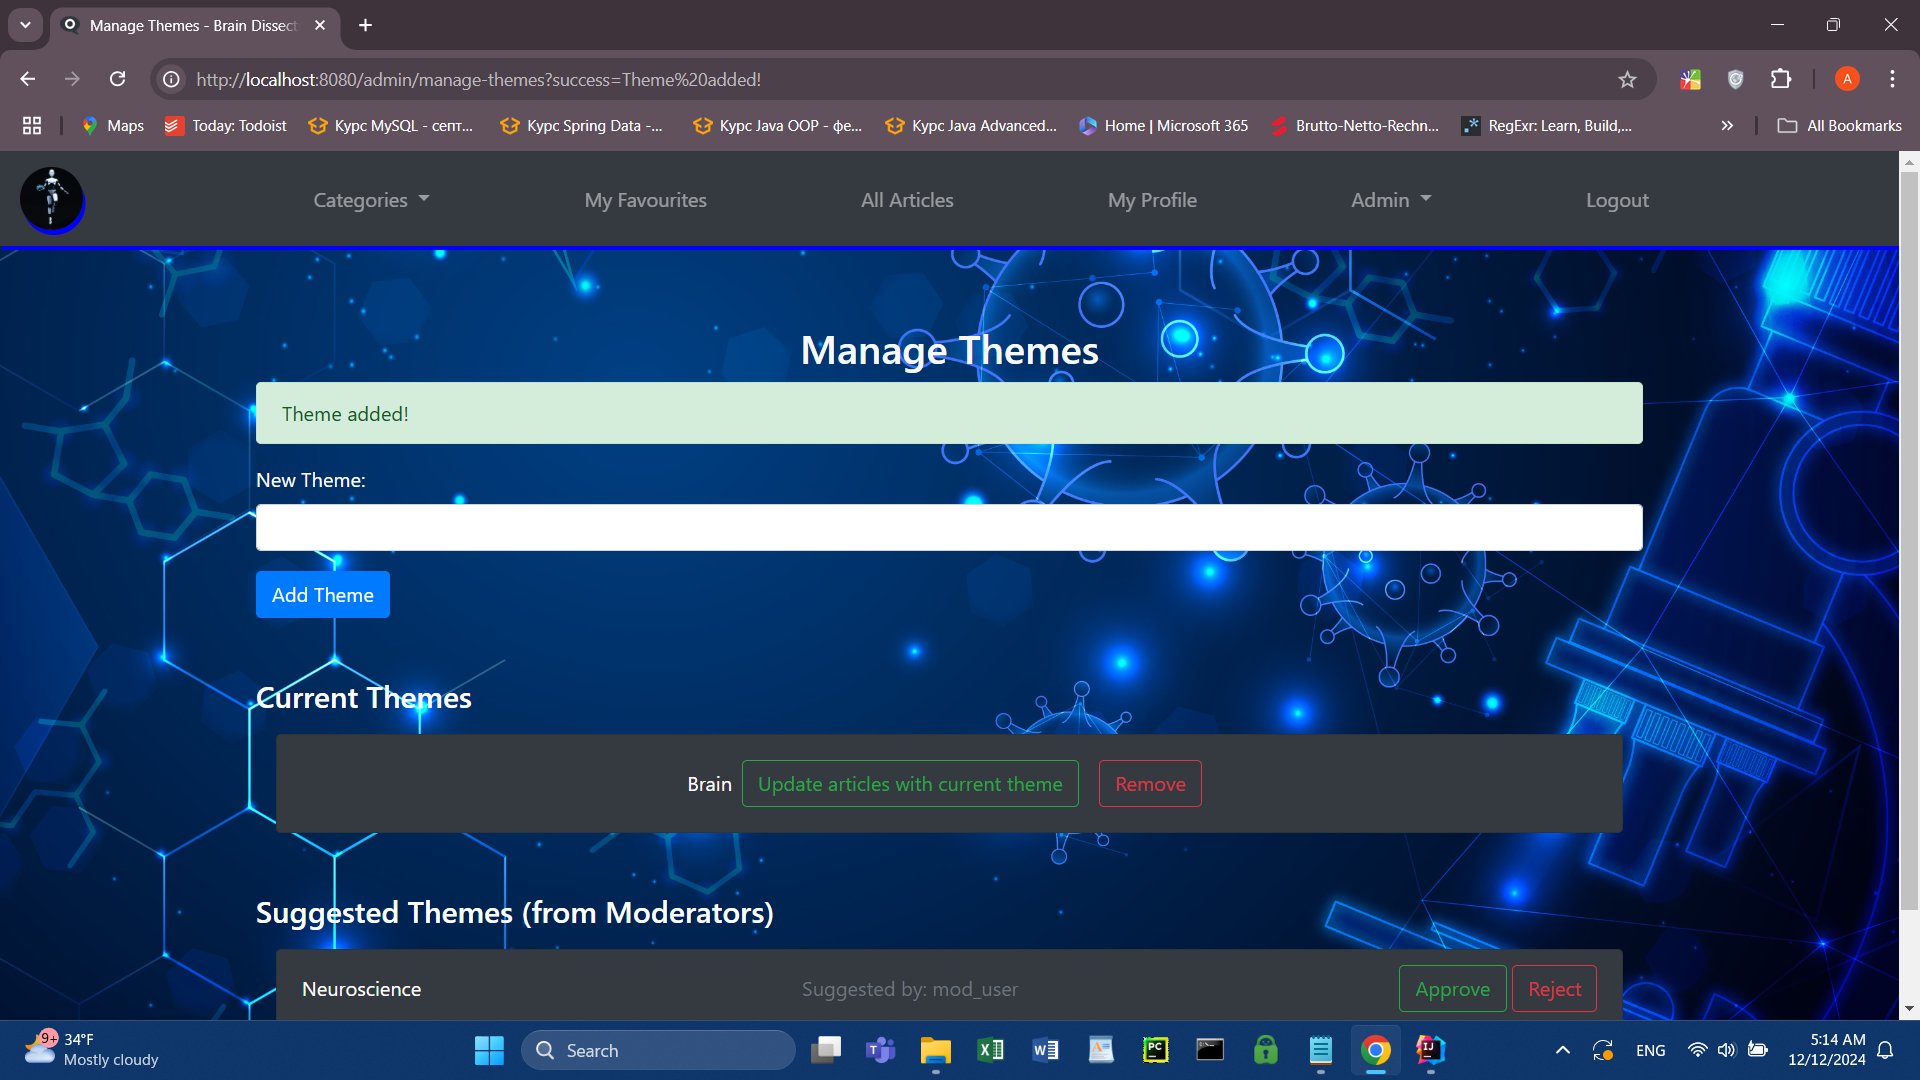 Manage Themes - Brain Dissect
http://localhost:8080/admin/manage-themes?success=Theme%20added!
A
Maps
Today: Todoist
Курс MySQL - септ...
Курс Spring Data -...
Курс Java OOP - фе...
Курс Java Advanced...
Home | Microsoft 365
Brutto-Netto-Rechn...
RegExr: Learn, Build,...
All Bookmarks
Categories
My Favourites
All Articles
My Profile
Admin
Logout
Manage Themes
Theme added!
New Theme:
Add Theme
Current Themes
Brain
Update articles with current theme
Remove
Suggested Themes (from Moderators)
Neuroscience
Suggested by: mod_user
Approve
Reject
9+
34°F
Mostly cloudy
Search
PC
IJ
ENG
5:14 AM
12/12/2024